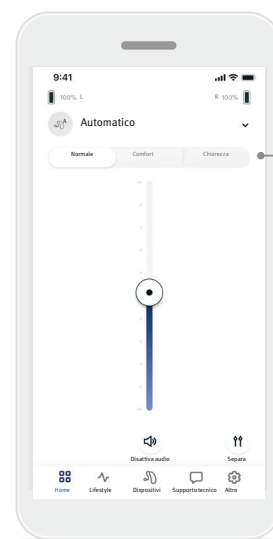 9:41
100% L
R 100%
Automatico
Normale Comfort Chiarezza
Disattiva audio
Separa
Home Lifestyle Dispositivi Supporto tecnico Altro